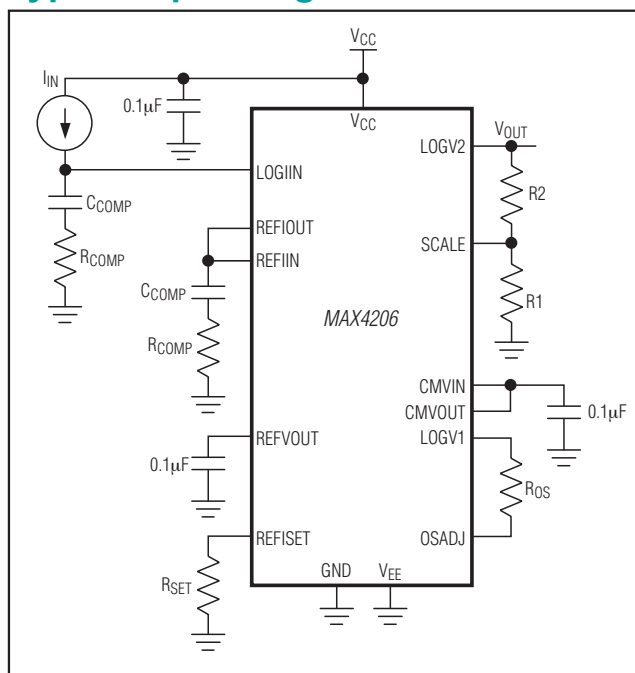 VCC
IIN
0.1µF
VCC
LOGV2
VOUT
LOGIIN
R2
CCOMP
REFIOUT
SCALE
RCOMP
REFIIN
CCOMP
R1
MAX4206
RCOMP
CMVIN
CMVOUT
0.1µF
REFVOUT
LOGV1
0.1µF
ROS
REFISET
OSADJ
RSET
GND
VEE